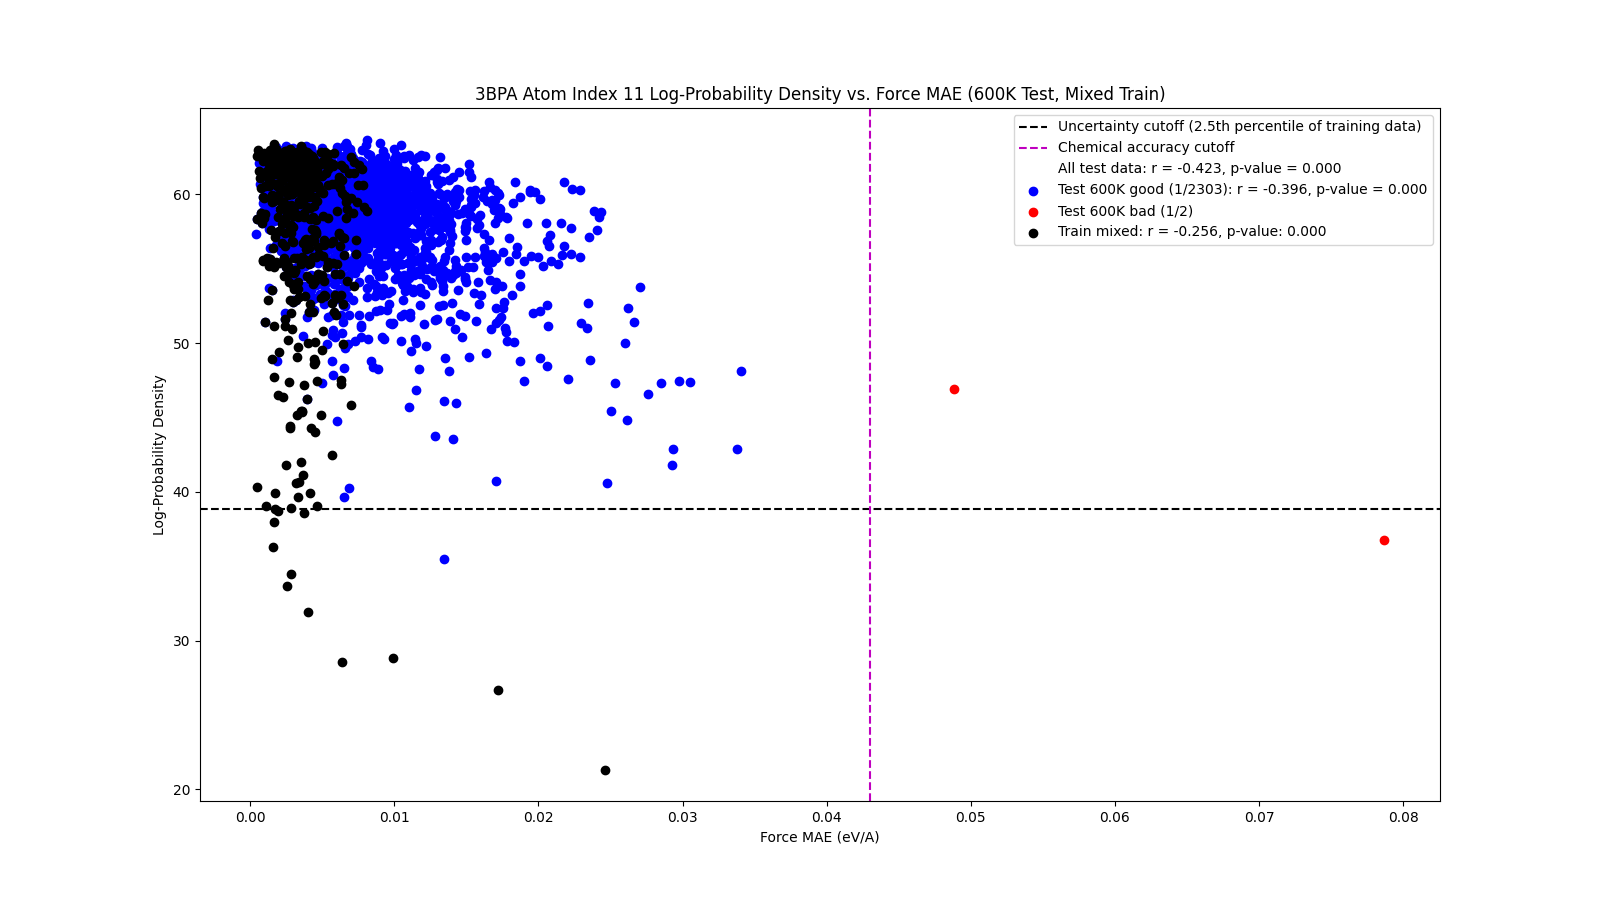 3BPA Atom Index 11 Log-Probability Density vs. Force MAE (600K Test, Mixed Train)
Uncertainty cutoff (2.5th percentile of training data)
Chemical accuracy cutoff
All test data: r = -0.423, p-value = 0.000
Test 600K good (1/2303): r = -0.396, p-value = 0.000
Test 600K bad (1/2)
Train mixed: r = -0.256, p-value: 0.000
Log-Probability Density
60
50
40
30
20
0.00 0.01 0.02 0.03 0.04 0.05 0.06 0.07 0.08
Force MAE (eV/A)